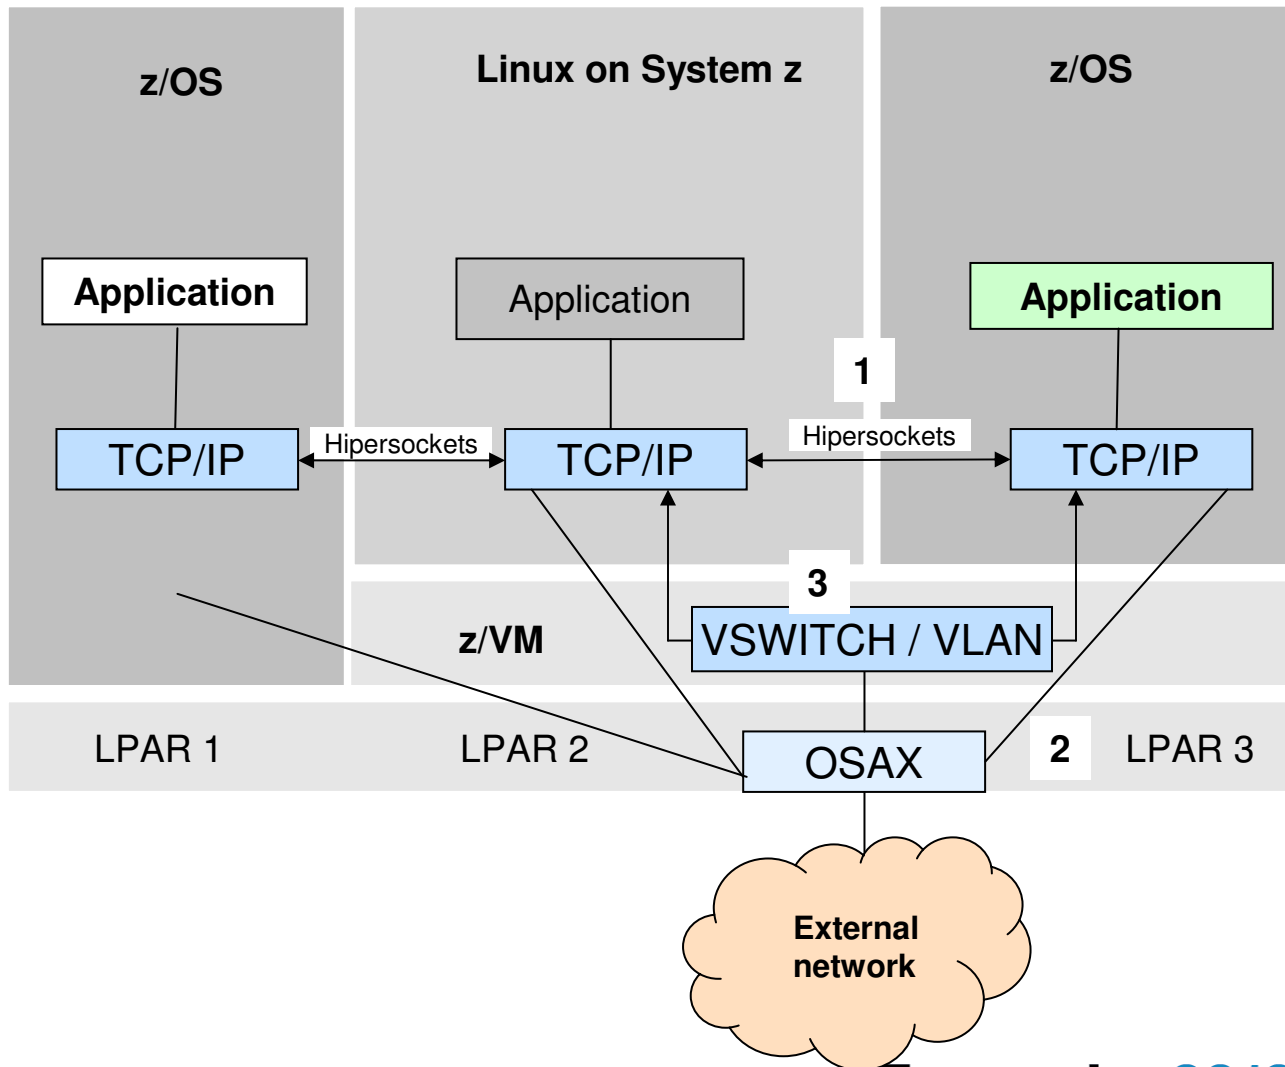 z/OS
Linux on System z
z/OS
Application
Application
Application
1
TCP/IP
Hipersockets
TCP/IP
Hipersockets
TCP/IP
3
z/VM
VSWITCH / VLAN
LPAR 1
LPAR 2
OSAX
2
LPAR 3
External
network